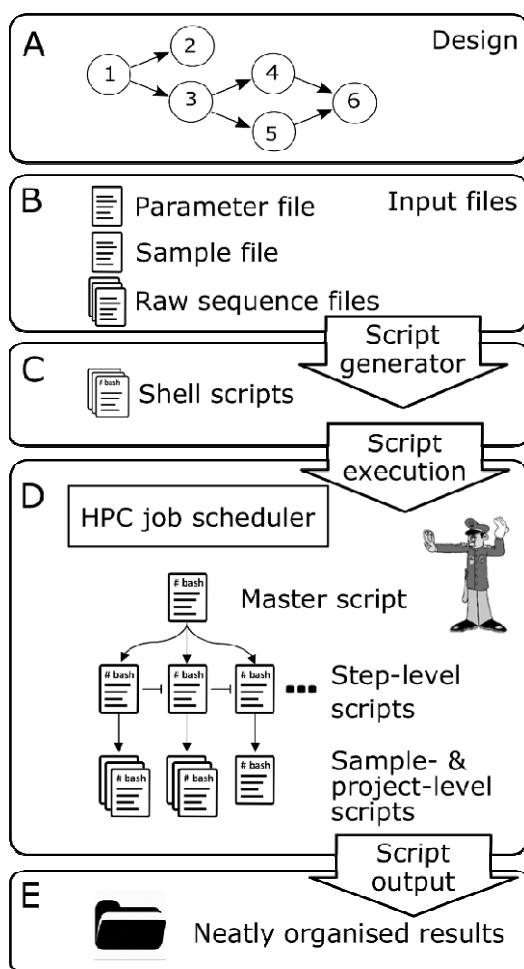 A
Design
1
2
3
4
5
6
B
Input files
Parameter file
Sample file
Raw sequence files
Script
generator
C
# bash
Shell scripts
Script
execution
D
HPC job scheduler
# bash
Master script
# bash
# bash
# bash
Step-level
scripts
# bash
# bash
# bash
Sample- &
project-level
scripts
Script
output
E
Neatly organised results